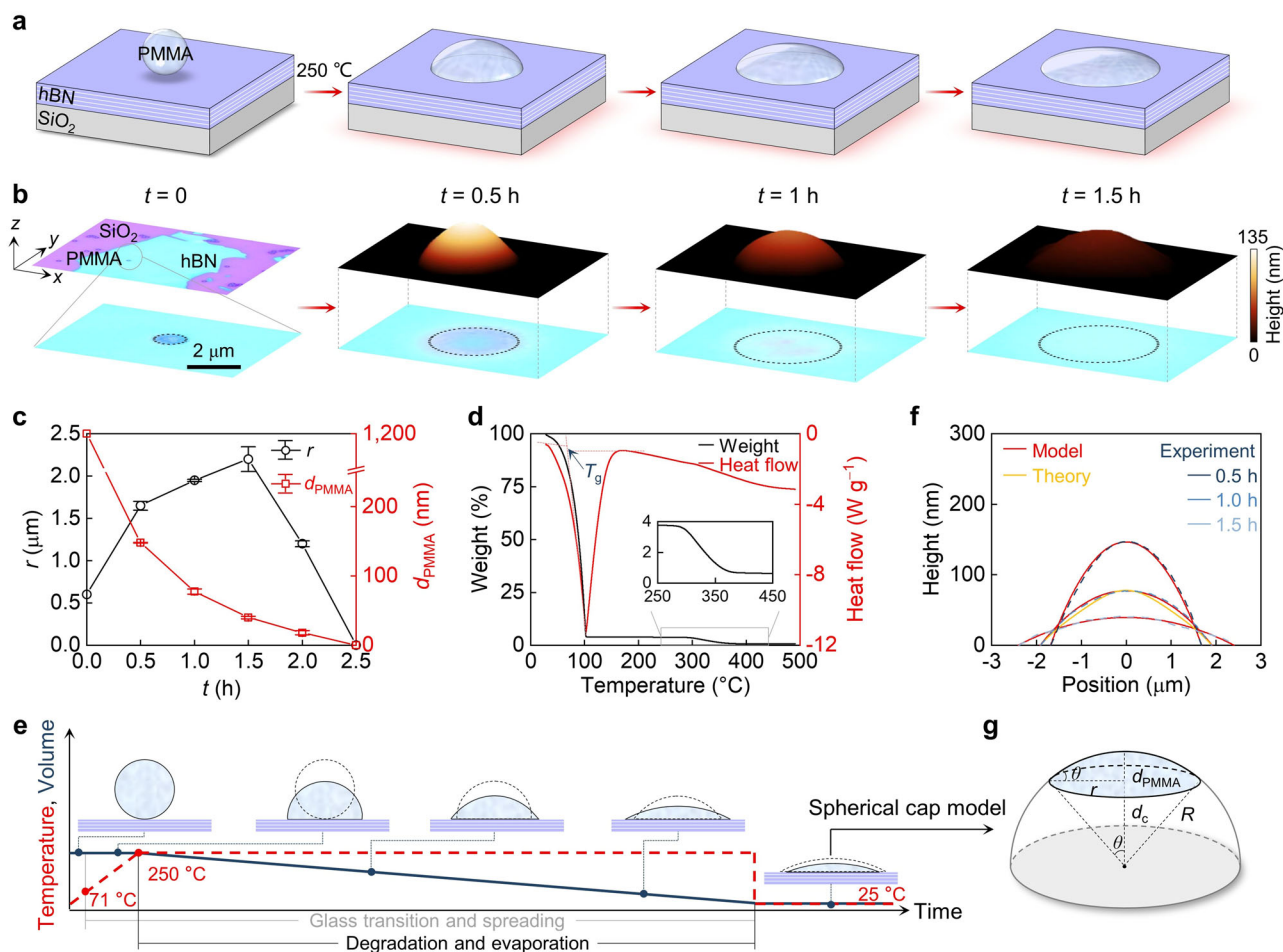 a
PMMA
hBN
SiO2
250 °C
b
t = 0
t = 0.5 h
t = 1 h
t = 1.5 h
z
y
x
SiO2
PMMA
hBN
2 μm
135
0
Height (nm)
c
2.5
2.0
1.5
1.0
0.5
0.0
r (μm)
r
dPMMA
1,200
200
100
0
dPMMA (nm)
0.0 0.5 1.0 1.5 2.0 2.5
t (h)
d
100
75
50
25
0
Weight (%)
Weight
Heat flow
Tg
4
2
0
250 350 450
0
-4
-8
-12
Heat flow (W g−1)
0 100 200 300 400 500
Temperature (°C)
f
300
200
100
0
Height (nm)
Model
Theory
Experiment
0.5 h
1.0 h
1.5 h
-3 -2 -1 0 1 2 3
Position (μm)
e
Temperature, Volume
71 °C
250 °C
25 °C
Time
Glass transition and spreading
Degradation and evaporation
Spherical cap model
g
θ
dPMMA
r
dc
R
θ